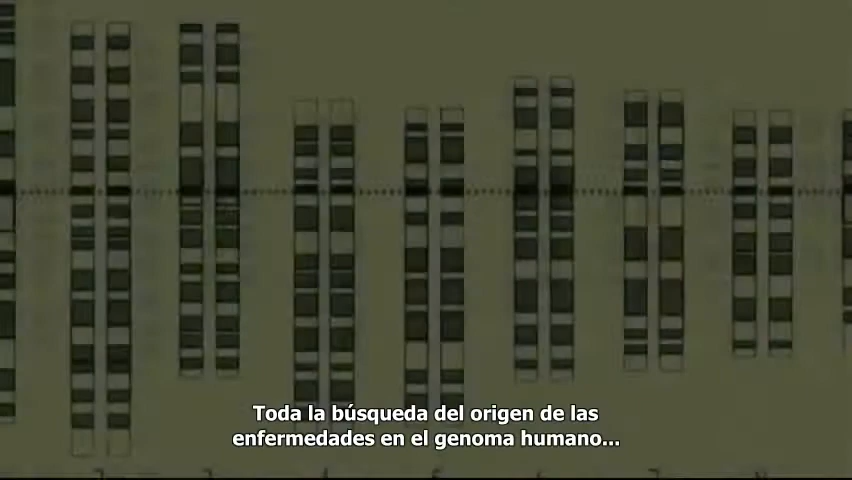 Toda la búsqueda del origen de las
enfermedades en el genoma humano...